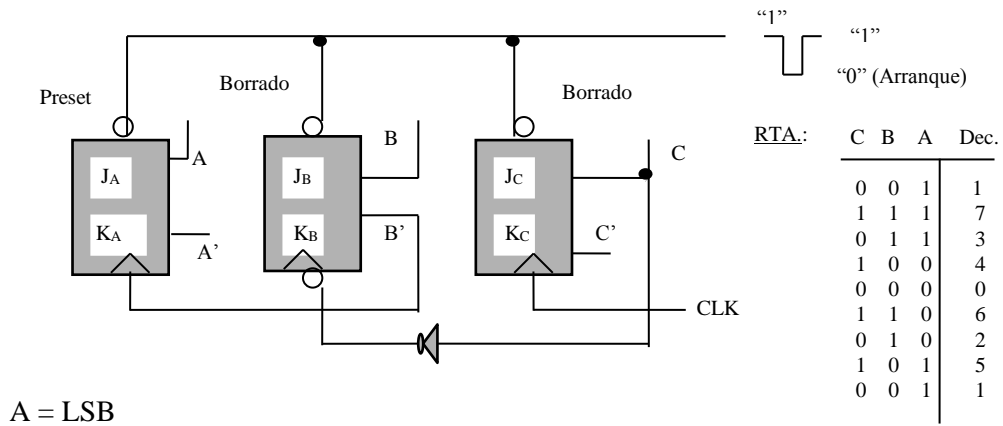 “1”
“1”
“0” (Arranque)
Preset
Borrado
Borrado
RTA.:
C B A Dec.
A
B
C
JA
JB
JC
KA
KB
KC
A’
B’
C’
CLK
0 0 1 1
1 1 1 7
0 1 1 3
1 0 0 4
0 0 0 0
1 1 0 6
0 1 0 2
1 0 1 5
0 0 1 1
A = LSB